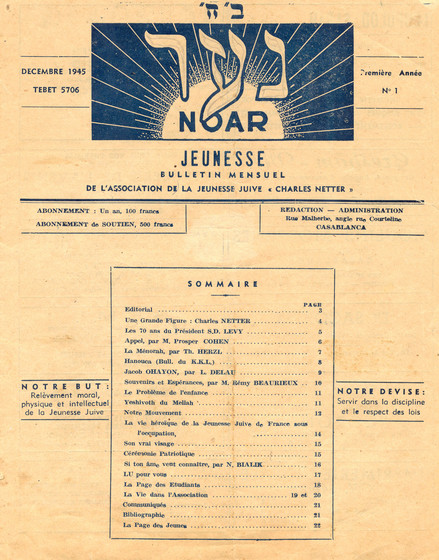 ב״ה
DECEMBRE 1945
TEBET 5706
נער
NOAR
Première Année
N° 1
JEUNESSE
BULLETIN MENSUEL
DE L'ASSOCIATION DE LA JEUNESSE JUIVE « CHARLES NETTER »
ABONNEMENT : Un an, 100 francs
ABONNEMENT de SOUTIEN, 500 francs
REDACTION — ADMINISTRATION
Rue Malherbe, angle rue Courteline
CASABLANCA
SOMMAIRE
PAGE
Editorial 3
Une Grande Figure : Charles NETTER 4
Les 70 ans du Président S.D. LEVY 5
Appel, par M. Prosper COHEN 6
La Ménorah, par Th. HERZL 7
Hanouca (Bull. du K.K.L.) 8
Jacob OHAYON, par L. DELAU 9
Souvenirs et Espérances, par M. Rémy BEAURIEUX 10
Le Problème de l'enfance 11
Yeshivoth du Mellah 11
Notre Mouvement 13
La vie héroïque de la Jeunesse Juive de France sous
l'occupation, 14
Son vrai visage 15
Cérémonie Patriotique 15
Si ton âme veut connaître, par N. BIALIK 16
LU pour vous 17
La Page des Etudiants 18
La Vie dans l'Association 19 et 20
Communiqués 21
Bibliographie 21
La Page des Jeunes 22
NOTRE BUT :
Relèvement moral,
physique et intellectuel
de la Jeunesse Juive
NOTRE DEVISE :
Servir dans la discipline
et le respect des lois